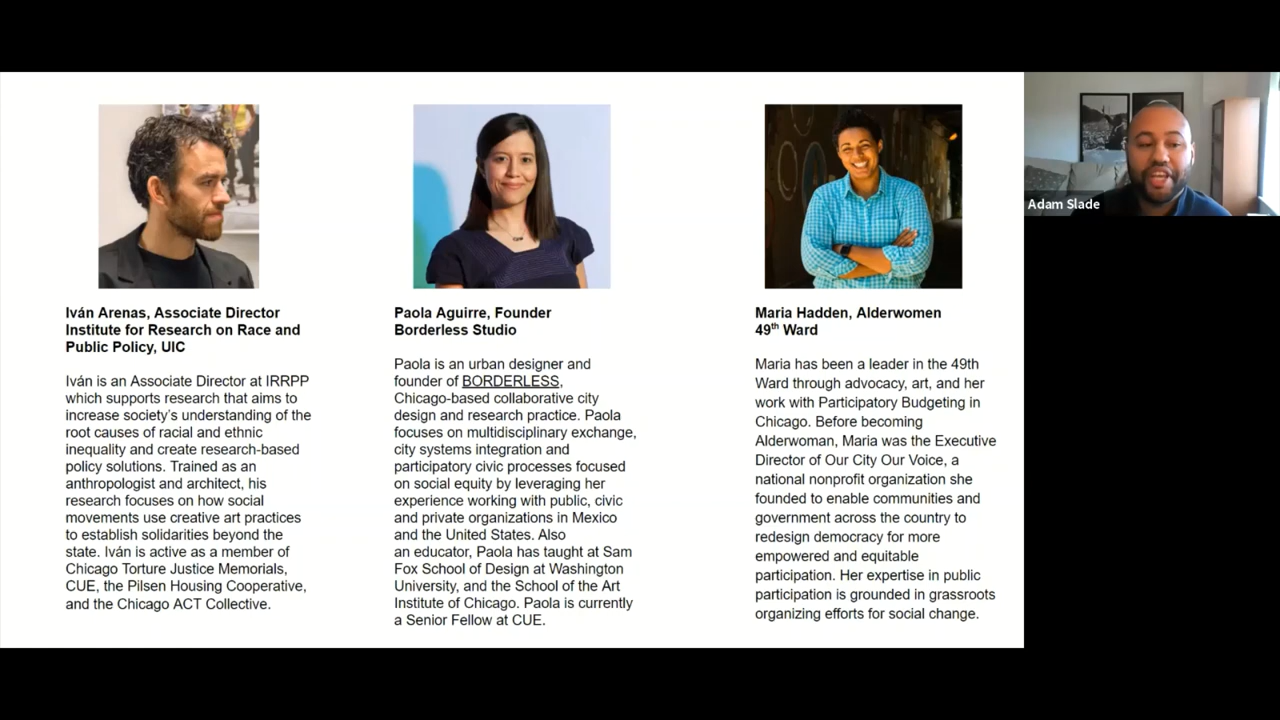 Iván Arenas, Associate Director
Institute for Research on Race and
Public Policy, UIC
Iván is an Associate Director at IRRPP
which supports research that aims to
increase society's understanding of the
root causes of racial and ethnic
inequality and create research-based
policy solutions. Trained as an
anthropologist and architect, his
research focuses on how social
movements use creative art practices
to establish solidarities beyond the
state. Iván is active as a member of
Chicago Torture Justice Memorials,
CUE, the Pilsen Housing Cooperative,
and the Chicago ACT Collective.
Paola Aguirre, Founder
Borderless Studio
Paola is an urban designer and
founder of BORDERLESS,
Chicago-based collaborative city
design and research practice. Paola
focuses on multidisciplinary exchange,
city systems integration and
participatory civic processes focused
on social equity by leveraging her
experience working with public, civic
and private organizations in Mexico
and the United States. Also
an educator, Paola has taught at Sam
Fox School of Design at Washington
University, and the School of the Art
Institute of Chicago. Paola is currently
a Senior Fellow at CUE.
Maria Hadden, Alderwomen
49th Ward
Maria has been a leader in the 49th
Ward through advocacy, art, and her
work with Participatory Budgeting in
Chicago. Before becoming
Alderwoman, Maria was the Executive
Director of Our City Our Voice, a
national nonprofit organization she
founded to enable communities and
government across the country to
redesign democracy for more
empowered and equitable
participation. Her expertise in public
participation is grounded in grassroots
organizing efforts for social change.
Adam Slade